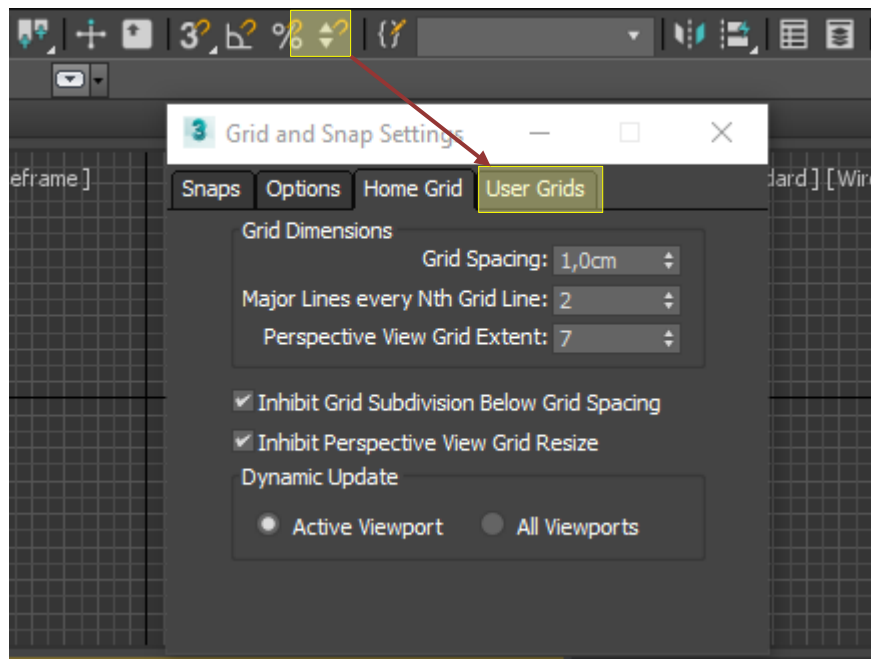 3
%
3 Grid and Snap Settings
eframe ]
dard ] [ Wir
Snaps Options Home Grid User Grids
Grid Dimensions
Grid Spacing: 1,0cm
Major Lines every Nth Grid Line: 2
Perspective View Grid Extent: 7
Inhibit Grid Subdivision Below Grid Spacing
Inhibit Perspective View Grid Resize
Dynamic Update
Active Viewport All Viewports